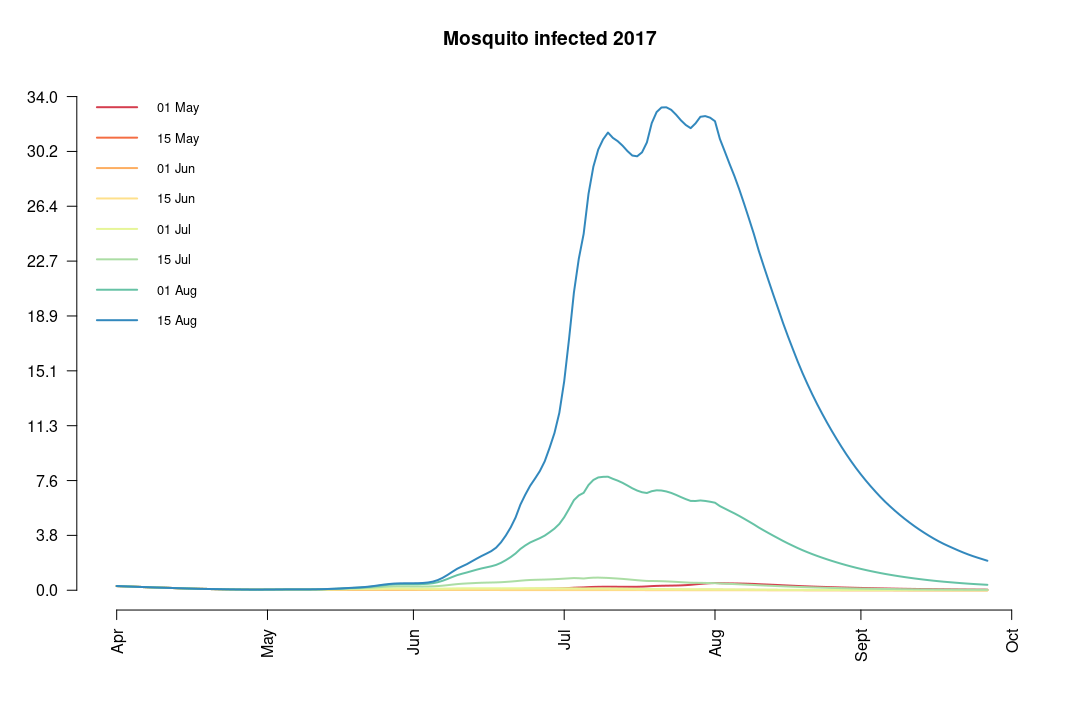 Mosquito infected 2017
34.0
30.2
26.4
22.7
18.9
15.1
11.3
7.6
3.8
0.0
01 May
15 May
01 Jun
15 Jun
01 Jul
15 Jul
01 Aug
15 Aug
Apr
May
Jun
Jul
Aug
Sept
Oct